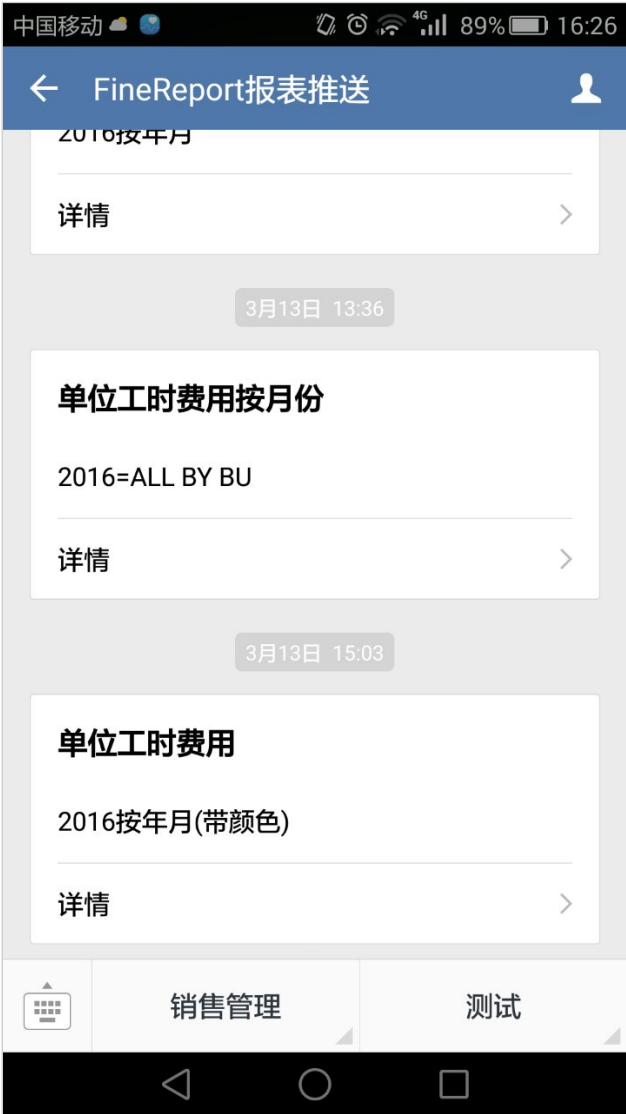 中国移动 4G 89% 16:26
FineReport报表推送
2016按年月
详情
3月13日 13:36
单位工时费用按月份
2016=ALL BY BU
详情
3月13日 15:03
单位工时费用
2016按年月(带颜色)
详情
销售管理 测试